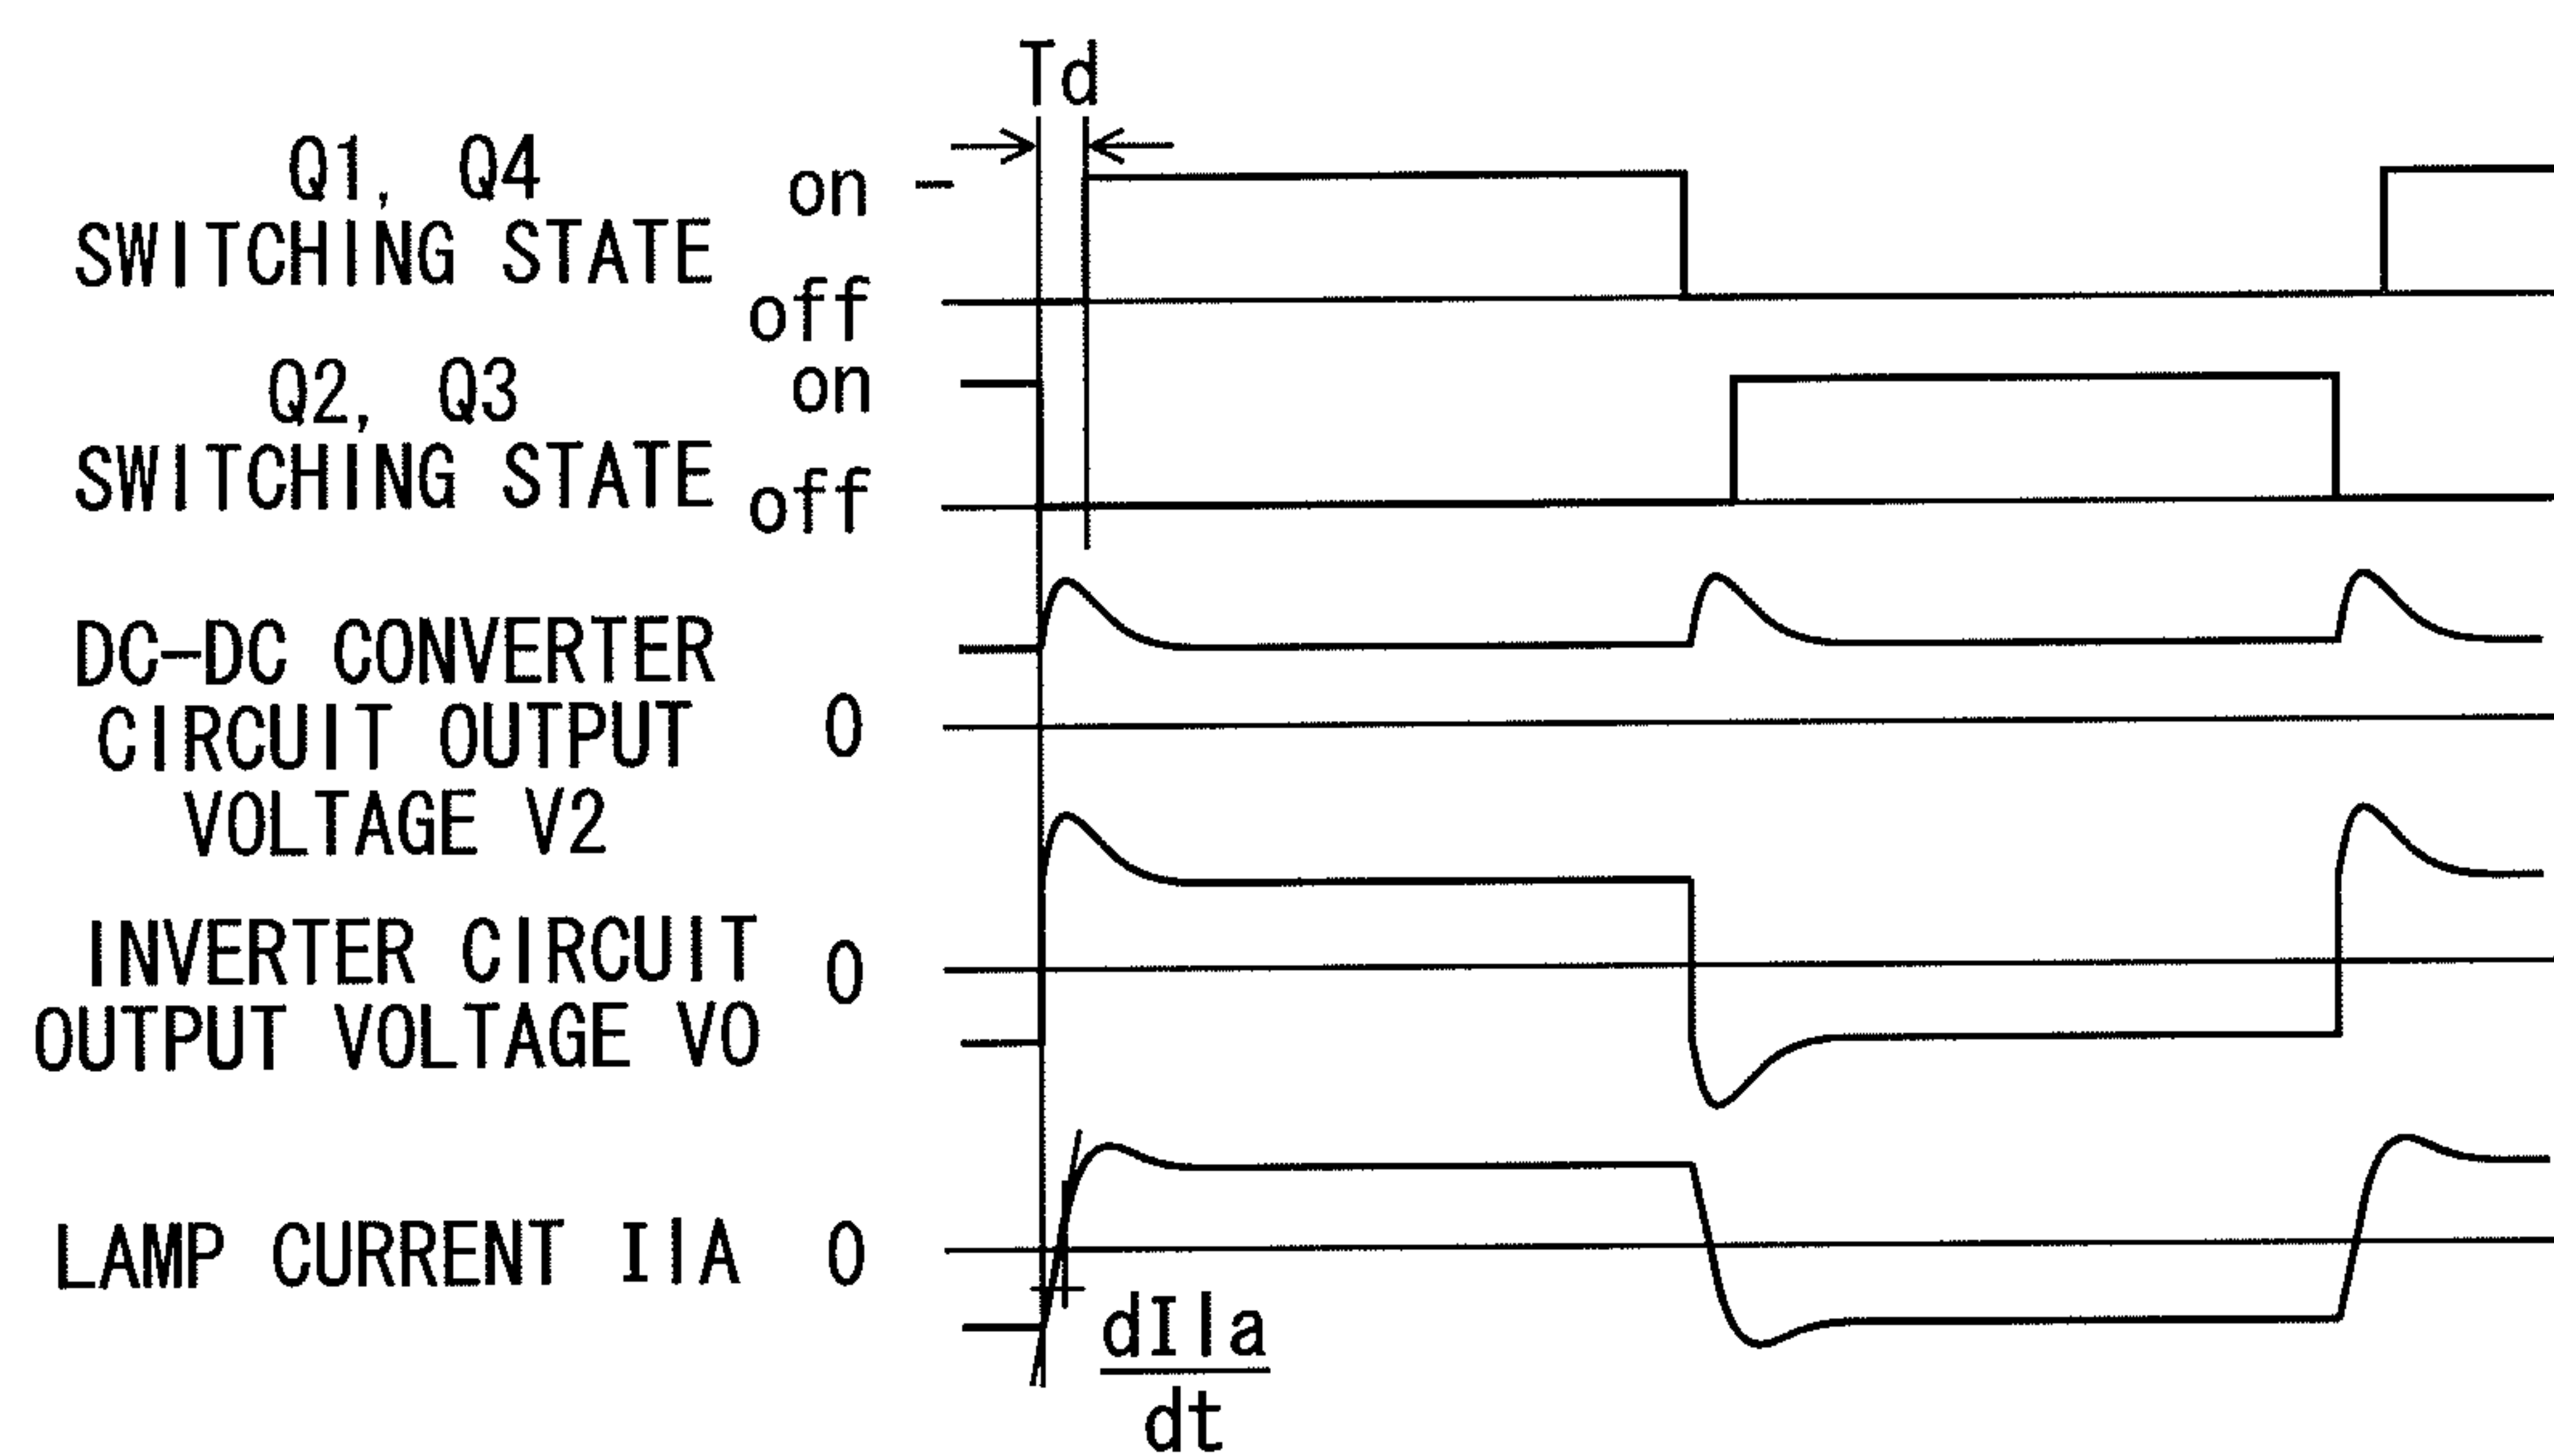 Td
Q1, Q4
SWITCHING STATE
on
off
Q2, Q3
SWITCHING STATE
on
off
DC-DC CONVERTER
CIRCUIT OUTPUT
VOLTAGE V2
0
INVERTER CIRCUIT
OUTPUT VOLTAGE VO
0
LAMP CURRENT IlA
0
dIla
dt